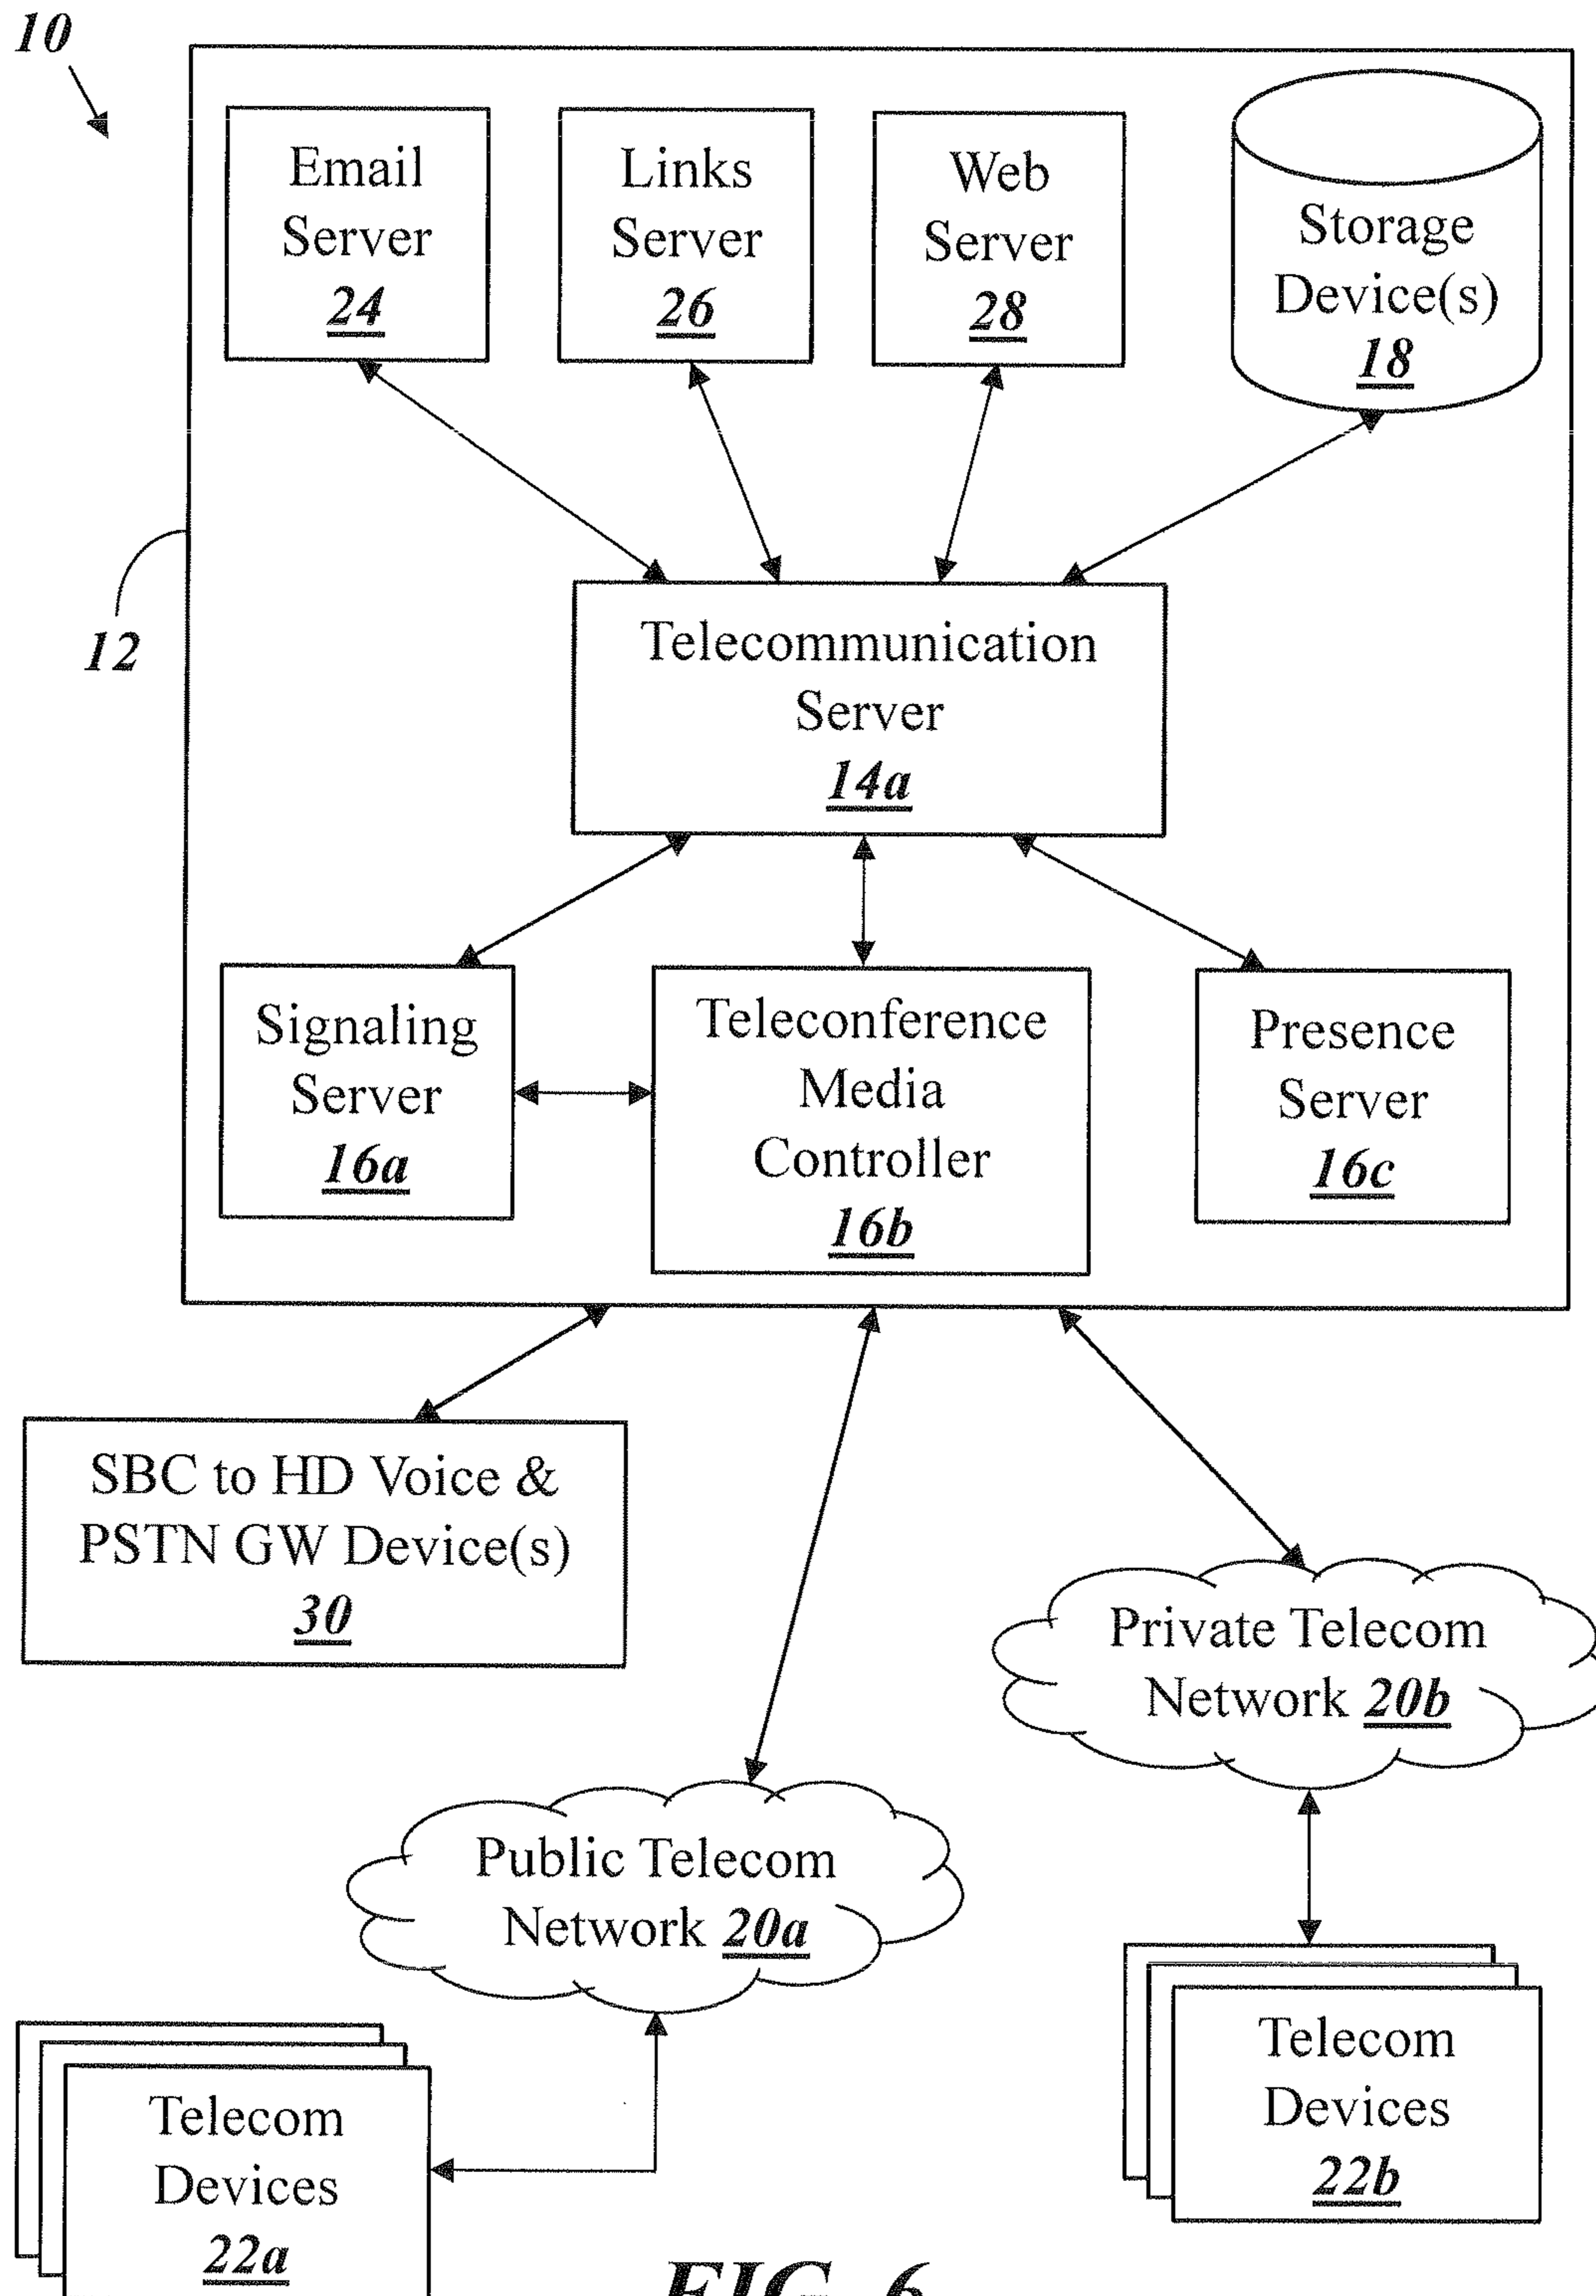 10
Email
Server
24
Links
Server
26
Web
Server
28
Storage
Device(s)
18
12
Telecommunication
Server
14a
Signaling
Server
16a
Teleconference
Media
Controller
16b
Presence
Server
16c
SBC to HD Voice &
PSTN GW Device(s)
30
Private Telecom
Network 20b
Public Telecom
Network 20a
Telecom
Devices
22a
Telecom
Devices
22b
FIG. 6